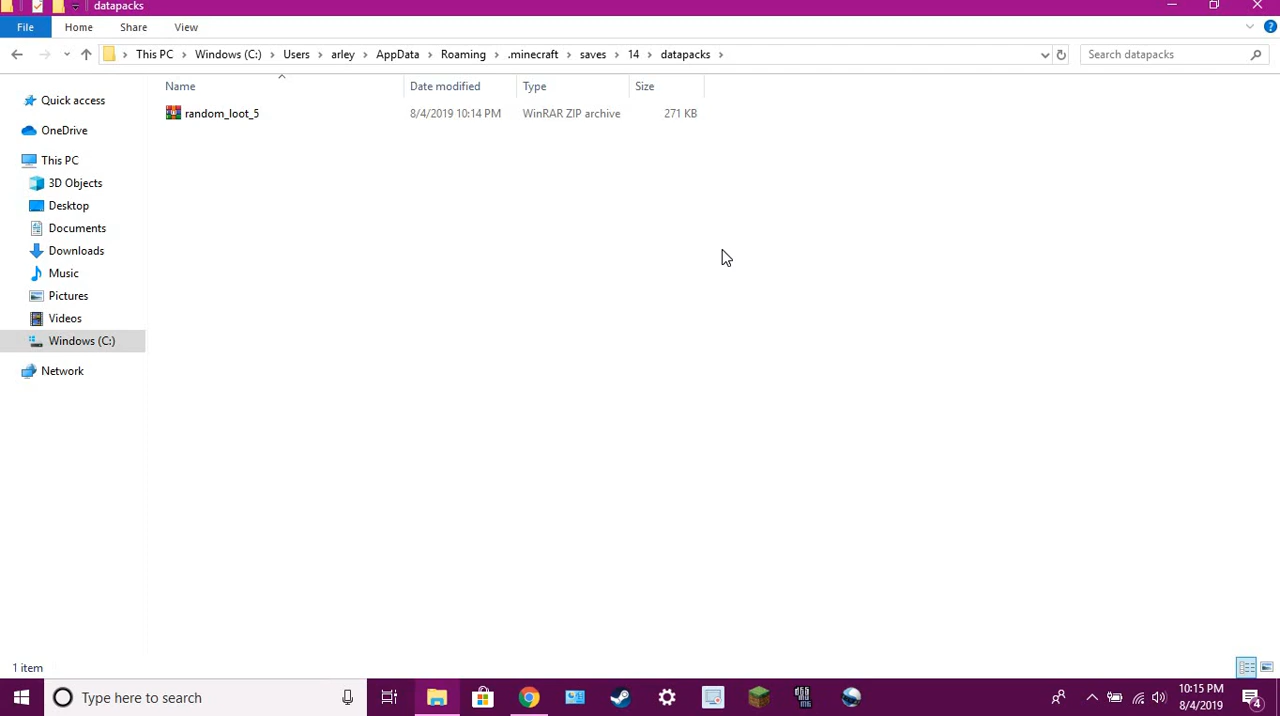 datapacks
File Home Share View
This PC Windows (C:) Users arley AppData Roaming .minecraft saves 14 datapacks Search datapacks
Name Date modified Type Size
random_loot_5 8/4/2019 10:14 PM WinRAR ZIP archive 271 KB
Quick access
OneDrive
This PC
3D Objects
Desktop
Documents
Downloads
Music
Pictures
Videos
Windows (C:)
Network
1 item
Type here to search
10:15 PM
8/4/2019
4